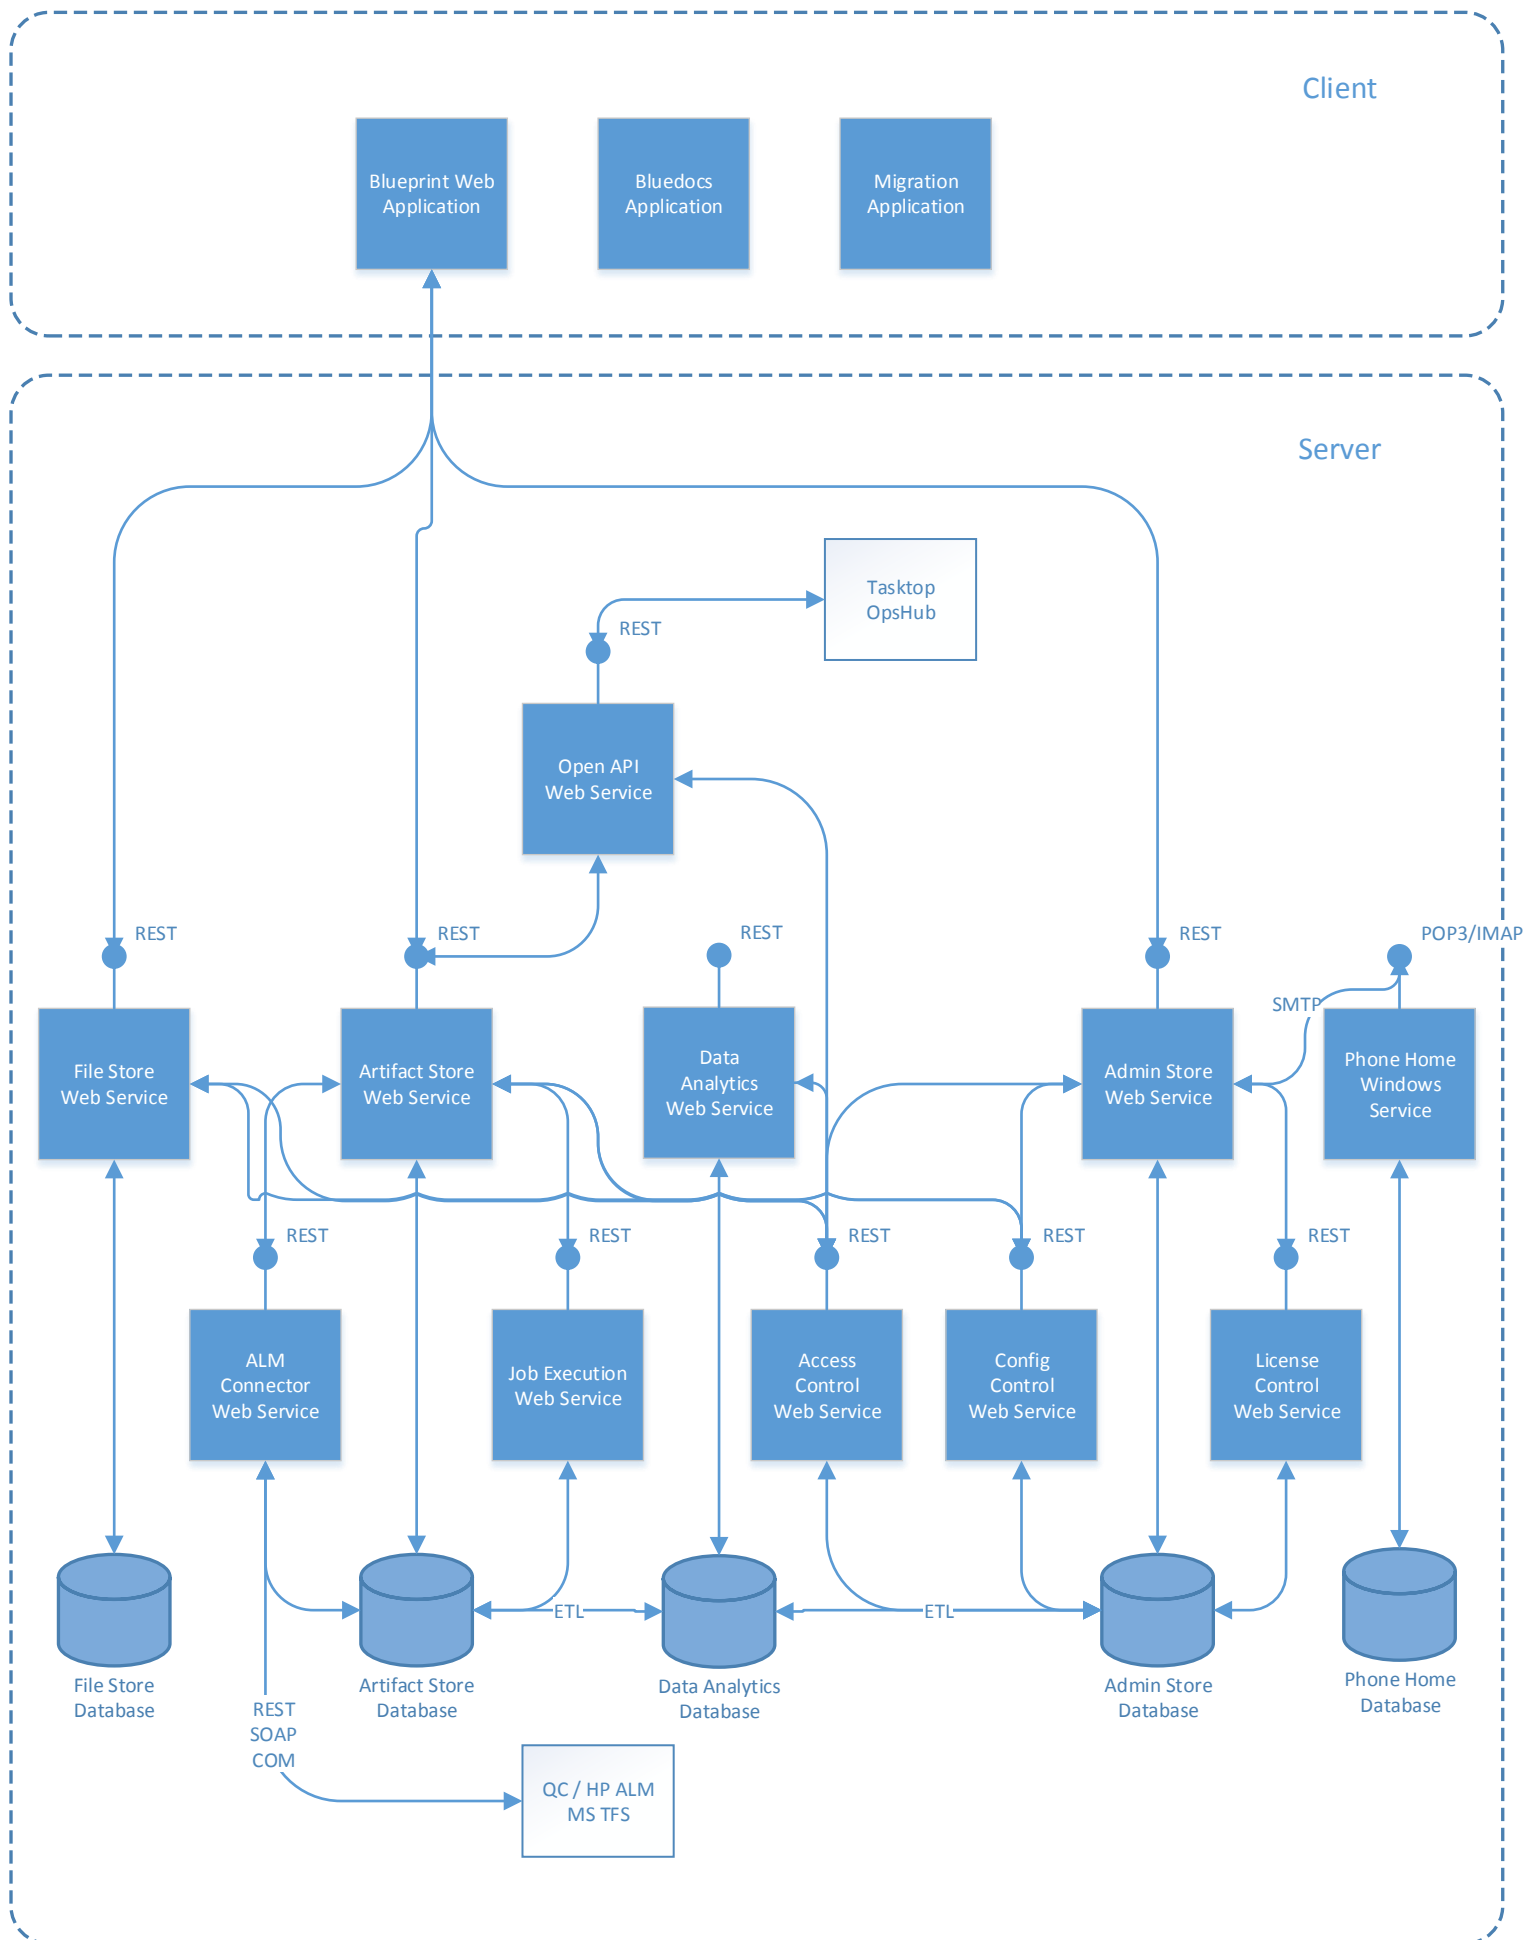 Client
Blueprint Web
Application
Bluedocs
Application
Migration
Application
Server
Tasktop
OpsHub
REST
Open API
Web Service
REST
REST
REST
REST
POP3/IMAP
SMTP
File Store
Web Service
Artifact Store
Web Service
Data
Analytics
Web Service
Admin Store
Web Service
Phone Home
Windows
Service
REST
REST
REST
REST
REST
ALM
Connector
Web Service
Job Execution
Web Service
Access
Control
Web Service
Config
Control
Web Service
License
Control
Web Service
ETL
ETL
File Store
Database
Artifact Store
Database
Data Analytics
Database
Admin Store
Database
Phone Home
Database
REST
SOAP
COM
QC / HP ALM
MS TFS